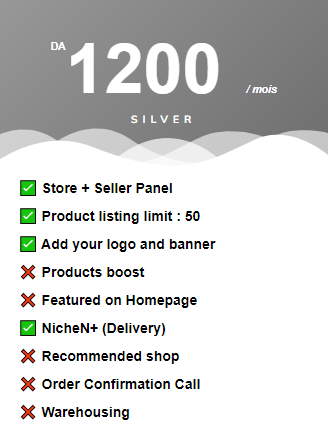 DA 1200 / mois
SILVER
✅ Store + Seller Panel
✅ Product listing limit : 50
✅ Add your logo and banner
❌ Products boost
❌ Featured on Homepage
✅ NicheN+ (Delivery)
❌ Recommended shop
❌ Order Confirmation Call
❌ Warehousing